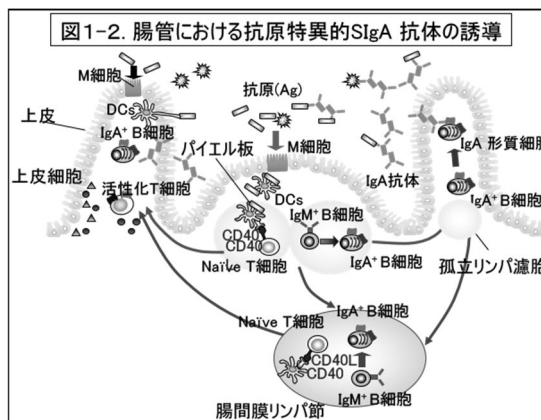 図1-2. 腸管における抗原特異的SIgA 抗体の誘導
M細胞
DCs
上皮
IgA⁺ B細胞
上皮細胞
活性化T細胞
抗原(Ag)
M細胞
パイエル板
DCs
IgM⁺ B細胞
CD40L
CD40
Naïve T細胞
IgA⁺ B細胞
IgA抗体
IgA 形質細胞
IgA⁺ B細胞
孤立リンパ濾胞
Naïve T細胞
IgA⁺ B細胞
CD40L
CD40
IgM⁺ B細胞
腸間膜リンパ節